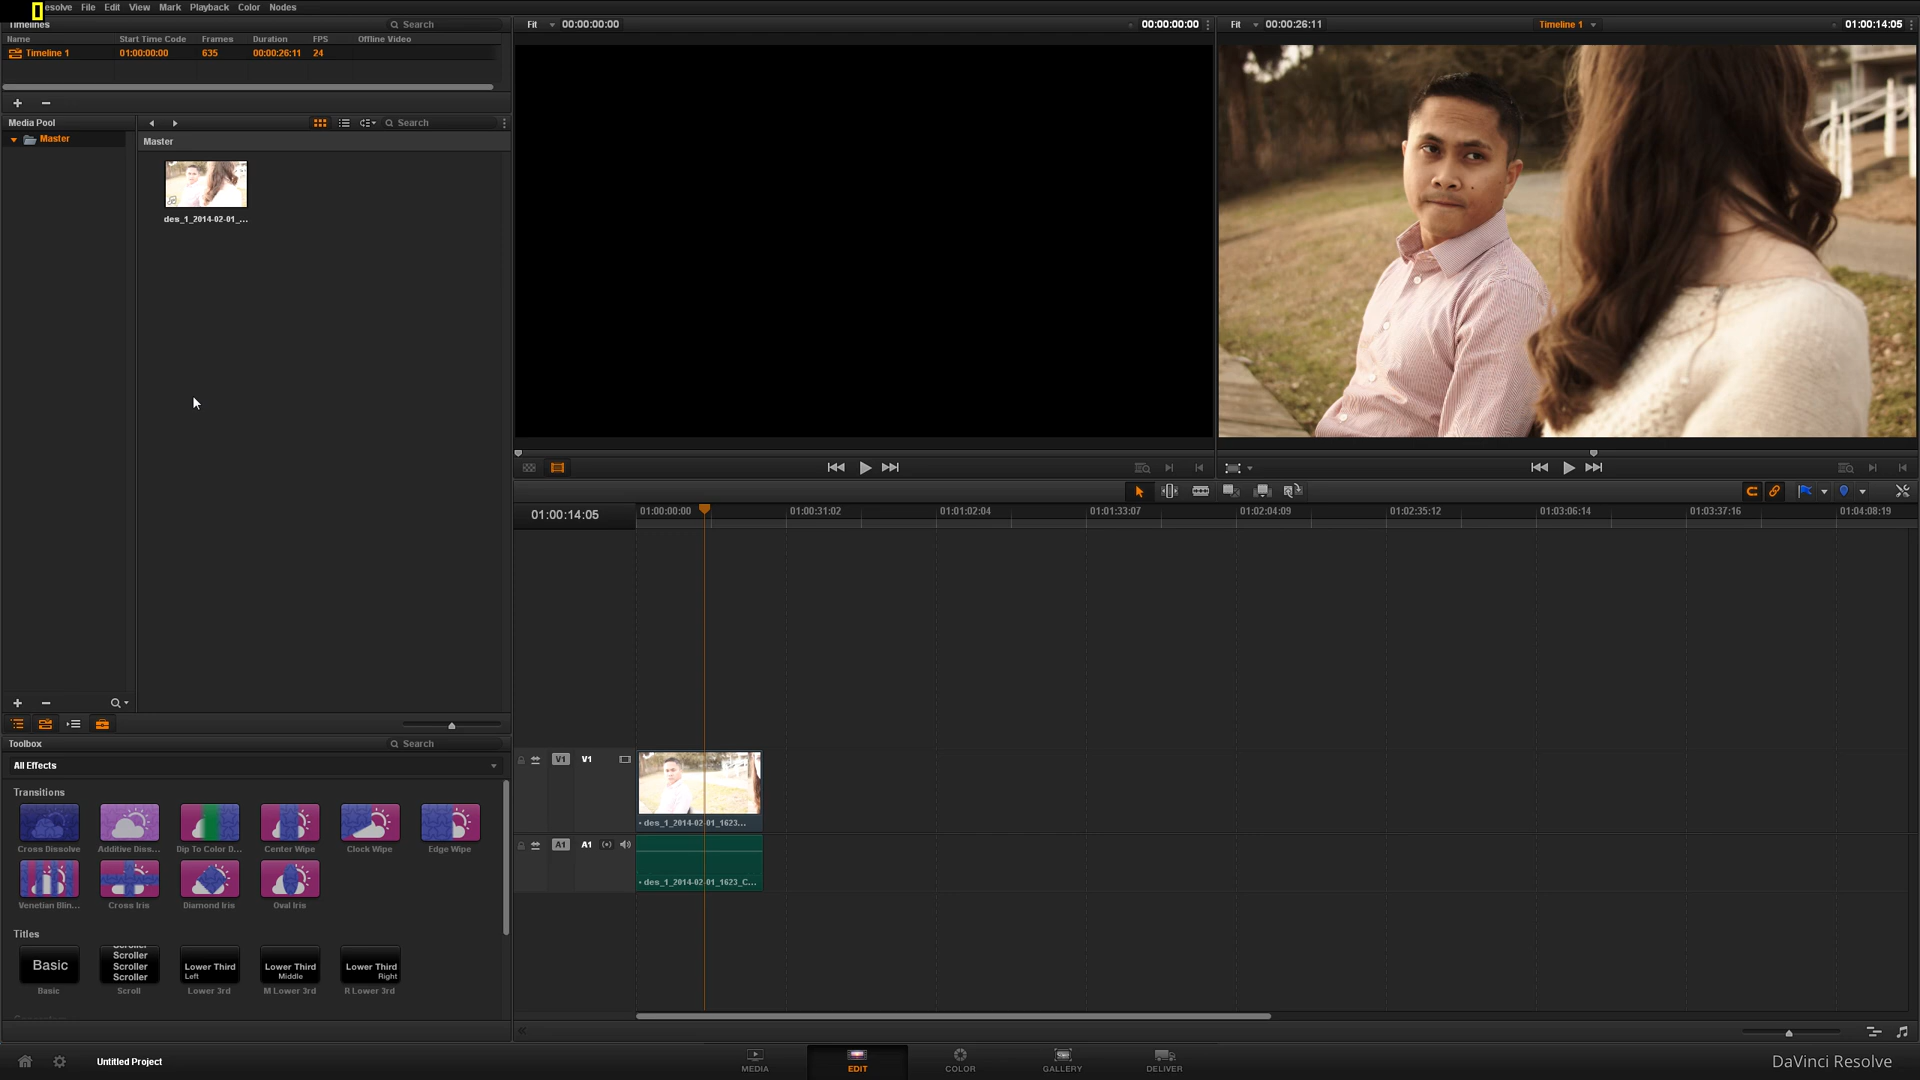 esolve File Edit View Mark Playback Color Nodes
Timelines Search
Name Start Time Code Frames Duration FPS Offline Video
Timeline 1 01:00:00:00 635 00:00:26:11 24
Fit 00:00:00:00 00:00:00:00
Fit 00:00:26:11 Timeline 1 01:00:14:05
Media Pool Search
Master
Master
des_1_2014-02-01_...
01:00:14:05 01:00:00:00 01:00:31:02 01:01:02:04 01:01:33:07 01:02:04:09 01:02:35:12 01:03:06:14 01:03:37:16 01:04:08:19
V1 V1
des_1_2014-02-01_1623...
A1 A1
des_1_2014-02-01_1623_C...
Toolbox Search
All Effects
Transitions
Cross Dissolve Additive Diss... Dip To Color D... Center Wipe Clock Wipe Edge Wipe
Venetian Blin... Cross Iris Diamond Iris Oval Iris
Titles
Basic
Scroller
Scroller
Scroller
Lower Third
Left
Lower Third
Middle
Lower Third
Right
Basic Scroll Lower 3rd M Lower 3rd R Lower 3rd
Untitled Project
MEDIA EDIT COLOR GALLERY DELIVER
DaVinci Resolve